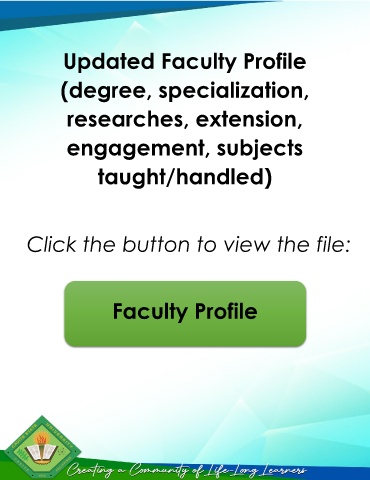 Updated Faculty Profile
(degree, specialization,
researches, extension,
engagement, subjects
taught/handled)
Click the button to view the file:
Faculty Profile
Creating a Community of Life-Long Learners